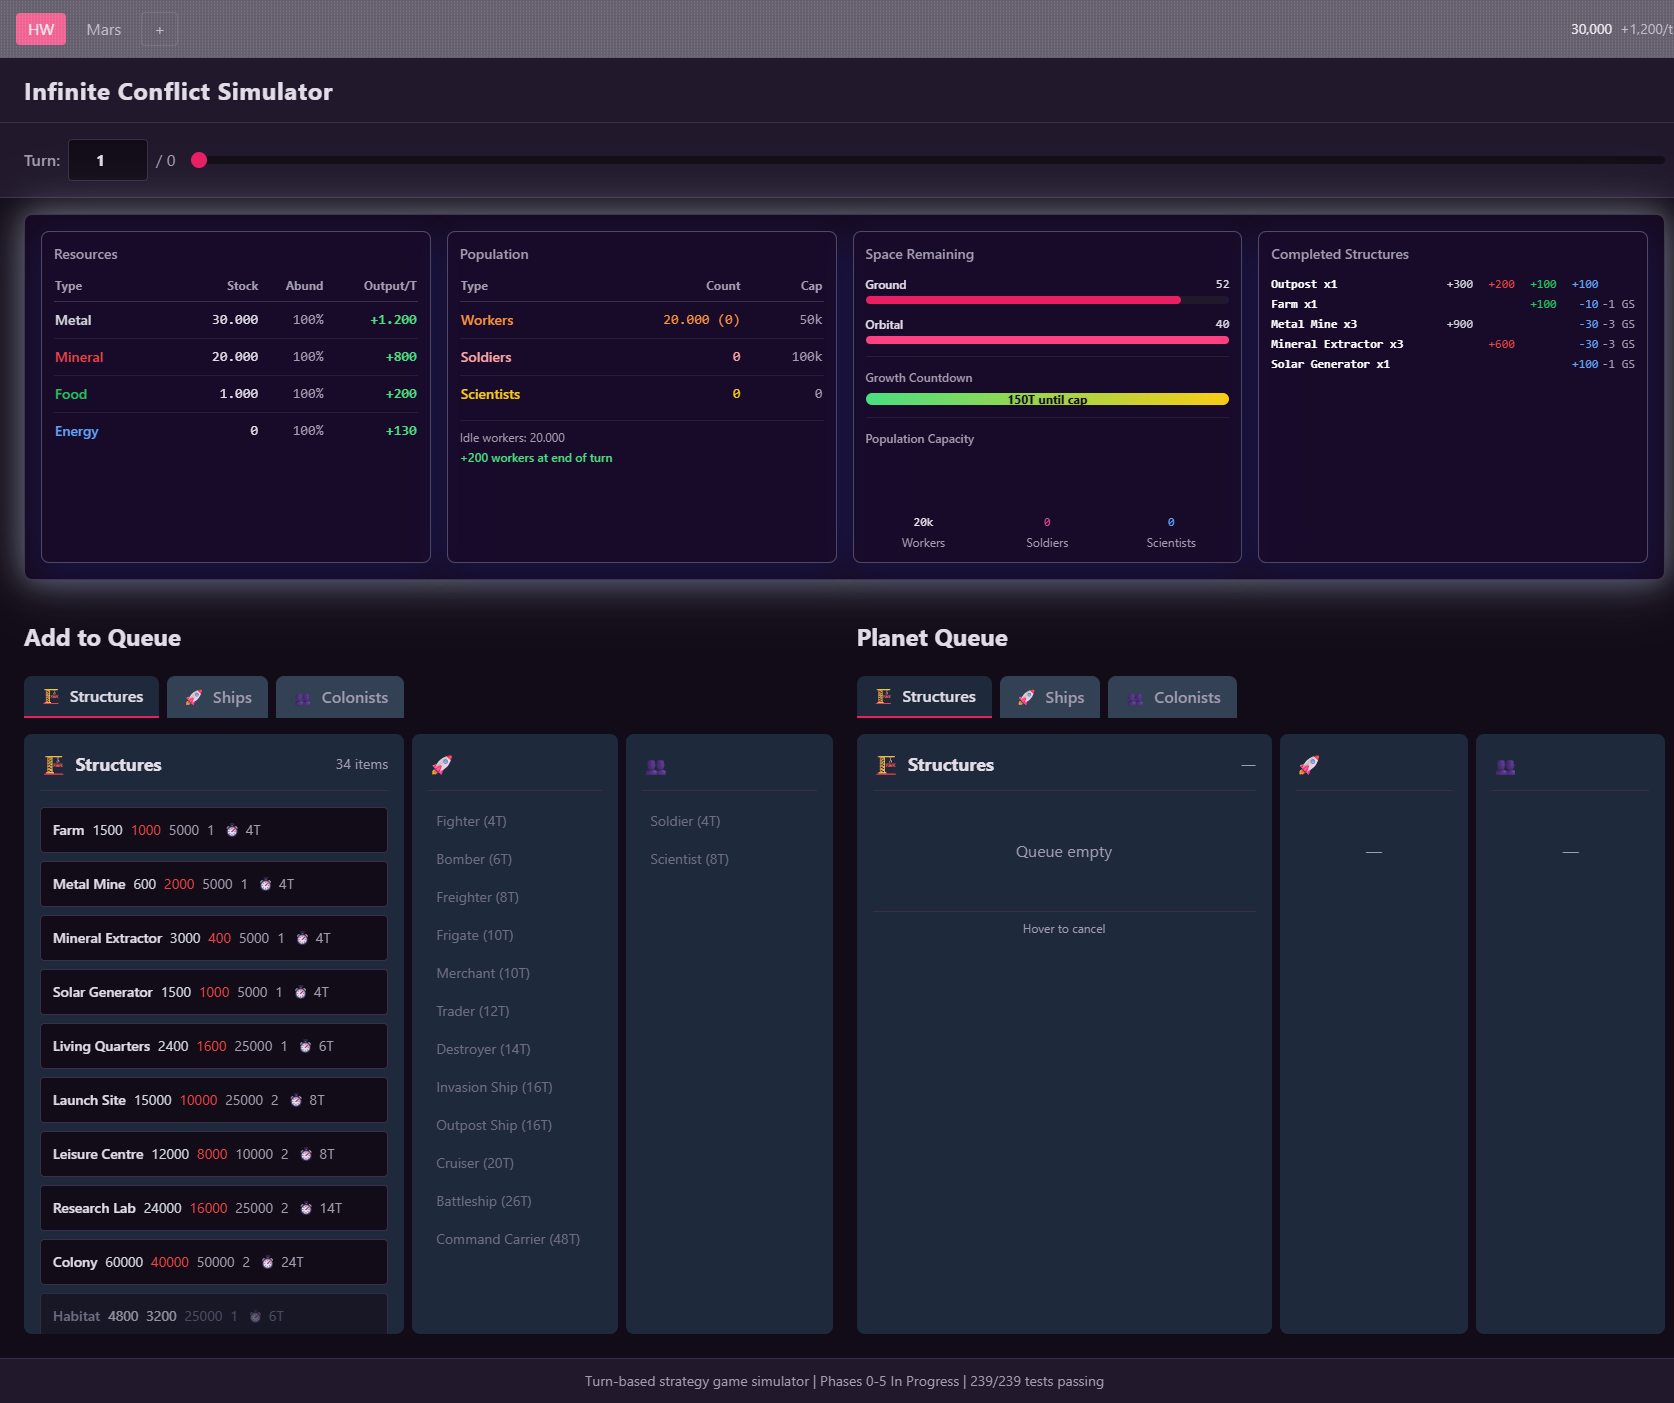 HW Mars + 30,000 +1,200/t
Infinite Conflict Simulator
Turn: 1 / 0
Resources
Type Stock Abund Output/T
Metal 30.000 100% +1.200
Mineral 20.000 100% +800
Food 1.000 100% +200
Energy 0 100% +130
Population
Type Count Cap
Workers 20.000 (0) 50k
Soldiers 0 100k
Scientists 0 0
Idle workers: 20.000
+200 workers at end of turn
Space Remaining
Ground 52
Orbital 40
Growth Countdown
150T until cap
Population Capacity
20k 0 0
Workers Soldiers Scientists
Completed Structures
Outpost x1 +300 +200 +100 +100
Farm x1 +100 -10 -1 GS
Metal Mine x3 +900 -30 -3 GS
Mineral Extractor x3 +600 -30 -3 GS
Solar Generator x1 +100 -1 GS
Add to Queue
Structures Ships Colonists
Structures 34 items
Farm 1500 1000 5000 1 4T
Metal Mine 600 2000 5000 1 4T
Mineral Extractor 3000 400 5000 1 4T
Solar Generator 1500 1000 5000 1 4T
Living Quarters 2400 1600 25000 1 6T
Launch Site 15000 10000 25000 2 8T
Leisure Centre 12000 8000 10000 2 8T
Research Lab 24000 16000 25000 2 14T
Colony 60000 40000 50000 2 24T
Habitat 4800 3200 25000 1 6T
Fighter (4T)
Bomber (6T)
Freighter (8T)
Frigate (10T)
Merchant (10T)
Trader (12T)
Destroyer (14T)
Invasion Ship (16T)
Outpost Ship (16T)
Cruiser (20T)
Battleship (26T)
Command Carrier (48T)
Soldier (4T)
Scientist (8T)
Planet Queue
Structures Ships Colonists
Structures —
Queue empty
Hover to cancel
—
—
Turn-based strategy game simulator | Phases 0-5 In Progress | 239/239 tests passing